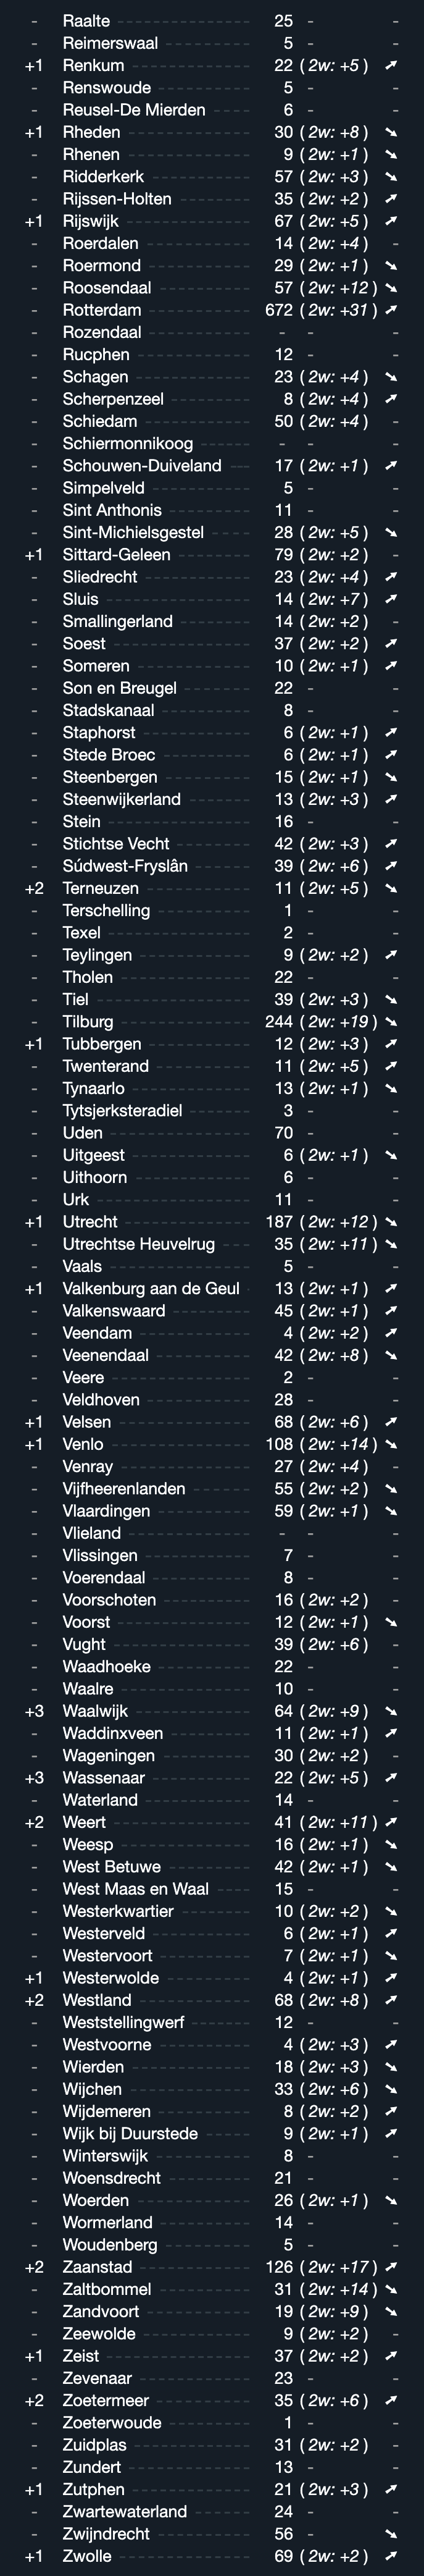 - Raalte 25 - -
- Reimerswaal 5 - -
+1 Renkum 22 ( 2w: +5 ) ➚
- Renswoude 5 - -
- Reusel-De Mierden 6 - -
+1 Rheden 30 ( 2w: +8 ) ➘
- Rhenen 9 ( 2w: +1 ) ➘
- Ridderkerk 57 ( 2w: +3 ) ➘
- Rijssen-Holten 35 ( 2w: +2 ) ➚
+1 Rijswijk 67 ( 2w: +5 ) ➚
- Roerdalen 14 ( 2w: +4 ) -
- Roermond 29 ( 2w: +1 ) ➘
- Roosendaal 57 ( 2w: +12 ) ➘
- Rotterdam 672 ( 2w: +31 ) ➚
- Rozendaal - - -
- Rucphen 12 - -
- Schagen 23 ( 2w: +4 ) ➘
- Scherpenzeel 8 ( 2w: +4 ) ➚
- Schiedam 50 ( 2w: +4 ) -
- Schiermonnikoog - - -
- Schouwen-Duiveland 17 ( 2w: +1 ) ➚
- Simpelveld 5 - -
- Sint Anthonis 11 - -
- Sint-Michielsgestel 28 ( 2w: +5 ) ➘
+1 Sittard-Geleen 79 ( 2w: +2 ) -
- Sliedrecht 23 ( 2w: +4 ) ➚
- Sluis 14 ( 2w: +7 ) ➚
- Smallingerland 14 ( 2w: +2 ) -
- Soest 37 ( 2w: +2 ) ➚
- Someren 10 ( 2w: +1 ) ➚
- Son en Breugel 22 - -
- Stadskanaal 8 - -
- Staphorst 6 ( 2w: +1 ) ➚
- Stede Broec 6 ( 2w: +1 ) ➚
- Steenbergen 15 ( 2w: +1 ) ➘
- Steenwijkerland 13 ( 2w: +3 ) ➚
- Stein 16 - -
- Stichtse Vecht 42 ( 2w: +3 ) ➚
- Súdwest-Fryslân 39 ( 2w: +6 ) ➚
+2 Terneuzen 11 ( 2w: +5 ) ➘
- Terschelling 1 - -
- Texel 2 - -
- Teylingen 9 ( 2w: +2 ) ➚
- Tholen 22 - -
- Tiel 39 ( 2w: +3 ) ➘
- Tilburg 244 ( 2w: +19 ) ➘
+1 Tubbergen 12 ( 2w: +3 ) ➚
- Twenterand 11 ( 2w: +5 ) ➚
- Tynaarlo 13 ( 2w: +1 ) ➘
- Tytsjerksteradiel 3 - -
- Uden 70 - -
- Uitgeest 6 ( 2w: +1 ) ➘
- Uithoorn 6 - -
- Urk 11 - -
+1 Utrecht 187 ( 2w: +12 ) ➘
- Utrechtse Heuvelrug 35 ( 2w: +11 ) ➘
- Vaals 5 - -
+1 Valkenburg aan de Geul 13 ( 2w: +1 ) ➚
- Valkenswaard 45 ( 2w: +1 ) ➚
- Veendam 4 ( 2w: +2 ) ➚
- Veenendaal 42 ( 2w: +8 ) ➘
- Veere 2 - -
- Veldhoven 28 - -
+1 Velsen 68 ( 2w: +6 ) ➚
+1 Venlo 108 ( 2w: +14 ) ➘
- Venray 27 ( 2w: +4 ) -
- Vijfheerenlanden 55 ( 2w: +2 ) ➘
- Vlaardingen 59 ( 2w: +1 ) ➘
- Vlieland - - -
- Vlissingen 7 - -
- Voerendaal 8 - -
- Voorschoten 16 ( 2w: +2 ) -
- Voorst 12 ( 2w: +1 ) ➘
- Vught 39 ( 2w: +6 ) -
- Waadhoeke 22 - -
- Waalre 10 - -
+3 Waalwijk 64 ( 2w: +9 ) ➘
- Waddinxveen 11 ( 2w: +1 ) ➚
- Wageningen 30 ( 2w: +2 ) -
+3 Wassenaar 22 ( 2w: +5 ) ➚
- Waterland 14 - -
+2 Weert 41 ( 2w: +11 ) ➚
- Weesp 16 ( 2w: +1 ) ➘
- West Betuwe 42 ( 2w: +1 ) ➘
- West Maas en Waal 15 - -
- Westerkwartier 10 ( 2w: +2 ) ➘
- Westerveld 6 ( 2w: +1 ) ➚
- Westervoort 7 ( 2w: +1 ) ➘
+1 Westerwolde 4 ( 2w: +1 ) ➚
+2 Westland 68 ( 2w: +8 ) ➚
- Weststellingwerf 12 - -
- Westvoorne 4 ( 2w: +3 ) ➚
- Wierden 18 ( 2w: +3 ) ➘
- Wijchen 33 ( 2w: +6 ) ➘
- Wijdemeren 8 ( 2w: +2 ) ➚
- Wijk bij Duurstede 9 ( 2w: +1 ) ➚
- Winterswijk 8 - -
- Woensdrecht 21 - -
- Woerden 26 ( 2w: +1 ) ➘
- Wormerland 14 - -
- Woudenberg 5 - -
+2 Zaanstad 126 ( 2w: +17 ) ➚
- Zaltbommel 31 ( 2w: +14 ) ➘
- Zandvoort 19 ( 2w: +9 ) ➘
- Zeewolde 9 ( 2w: +2 ) -
+1 Zeist 37 ( 2w: +2 ) ➚
- Zevenaar 23 - -
+2 Zoetermeer 35 ( 2w: +6 ) ➚
- Zoeterwoude 1 - -
- Zuidplas 31 ( 2w: +2 ) -
- Zundert 13 - -
+1 Zutphen 21 ( 2w: +3 ) ➚
- Zwartewaterland 24 - -
- Zwijndrecht 56 - ➘
+1 Zwolle 69 ( 2w: +2 ) ➚